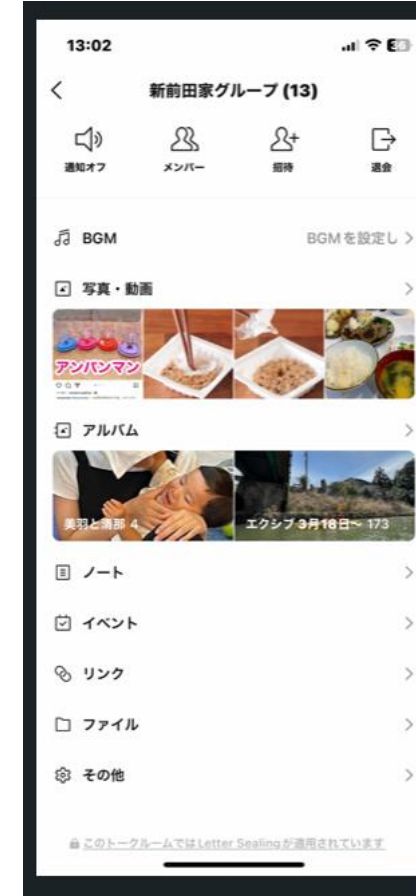 13:02
36
新前田家グループ (13)
通知オフ
メンバー
招待
退会
BGM
BGMを設定し
写真・動画
アンパンマン
アルバム
美羽と蒲那 4
エクシブ 3月18日〜 173
ノート
イベント
リンク
ファイル
その他
このトークルームではLetter Sealingが適用されています